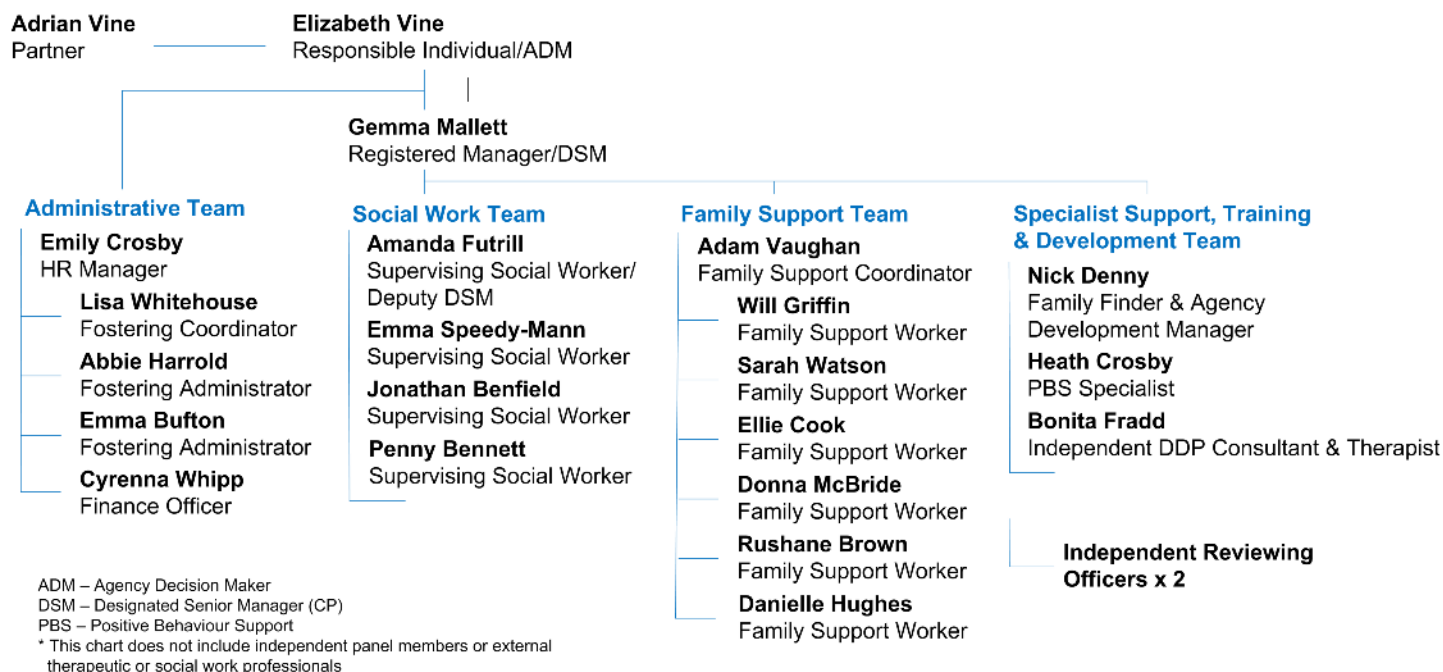 Adrian Vine
Partner
Elizabeth Vine
Responsible Individual/ADM
Gemma Mallett
Registered Manager/DSM
Administrative Team
Emily Crosby
HR Manager
Lisa Whitehouse
Fostering Coordinator
Abbie Harrold
Fostering Administrator
Emma Bufton
Fostering Administrator
Cyrenna Whipp
Finance Officer
Social Work Team
Amanda Futrill
Supervising Social Worker/
Deputy DSM
Emma Speedy-Mann
Supervising Social Worker
Jonathan Benfield
Supervising Social Worker
Penny Bennett
Supervising Social Worker
Family Support Team
Adam Vaughan
Family Support Coordinator
Will Griffin
Family Support Worker
Sarah Watson
Family Support Worker
Ellie Cook
Family Support Worker
Donna McBride
Family Support Worker
Rushane Brown
Family Support Worker
Danielle Hughes
Family Support Worker
Specialist Support, Training
& Development Team
Nick Denny
Family Finder & Agency
Development Manager
Heath Crosby
PBS Specialist
Bonita Fradd
Independent DDP Consultant & Therapist
Independent Reviewing
Officers x 2
ADM – Agency Decision Maker
DSM – Designated Senior Manager (CP)
PBS – Positive Behaviour Support
* This chart does not include independent panel members or external
therapeutic or social work professionals